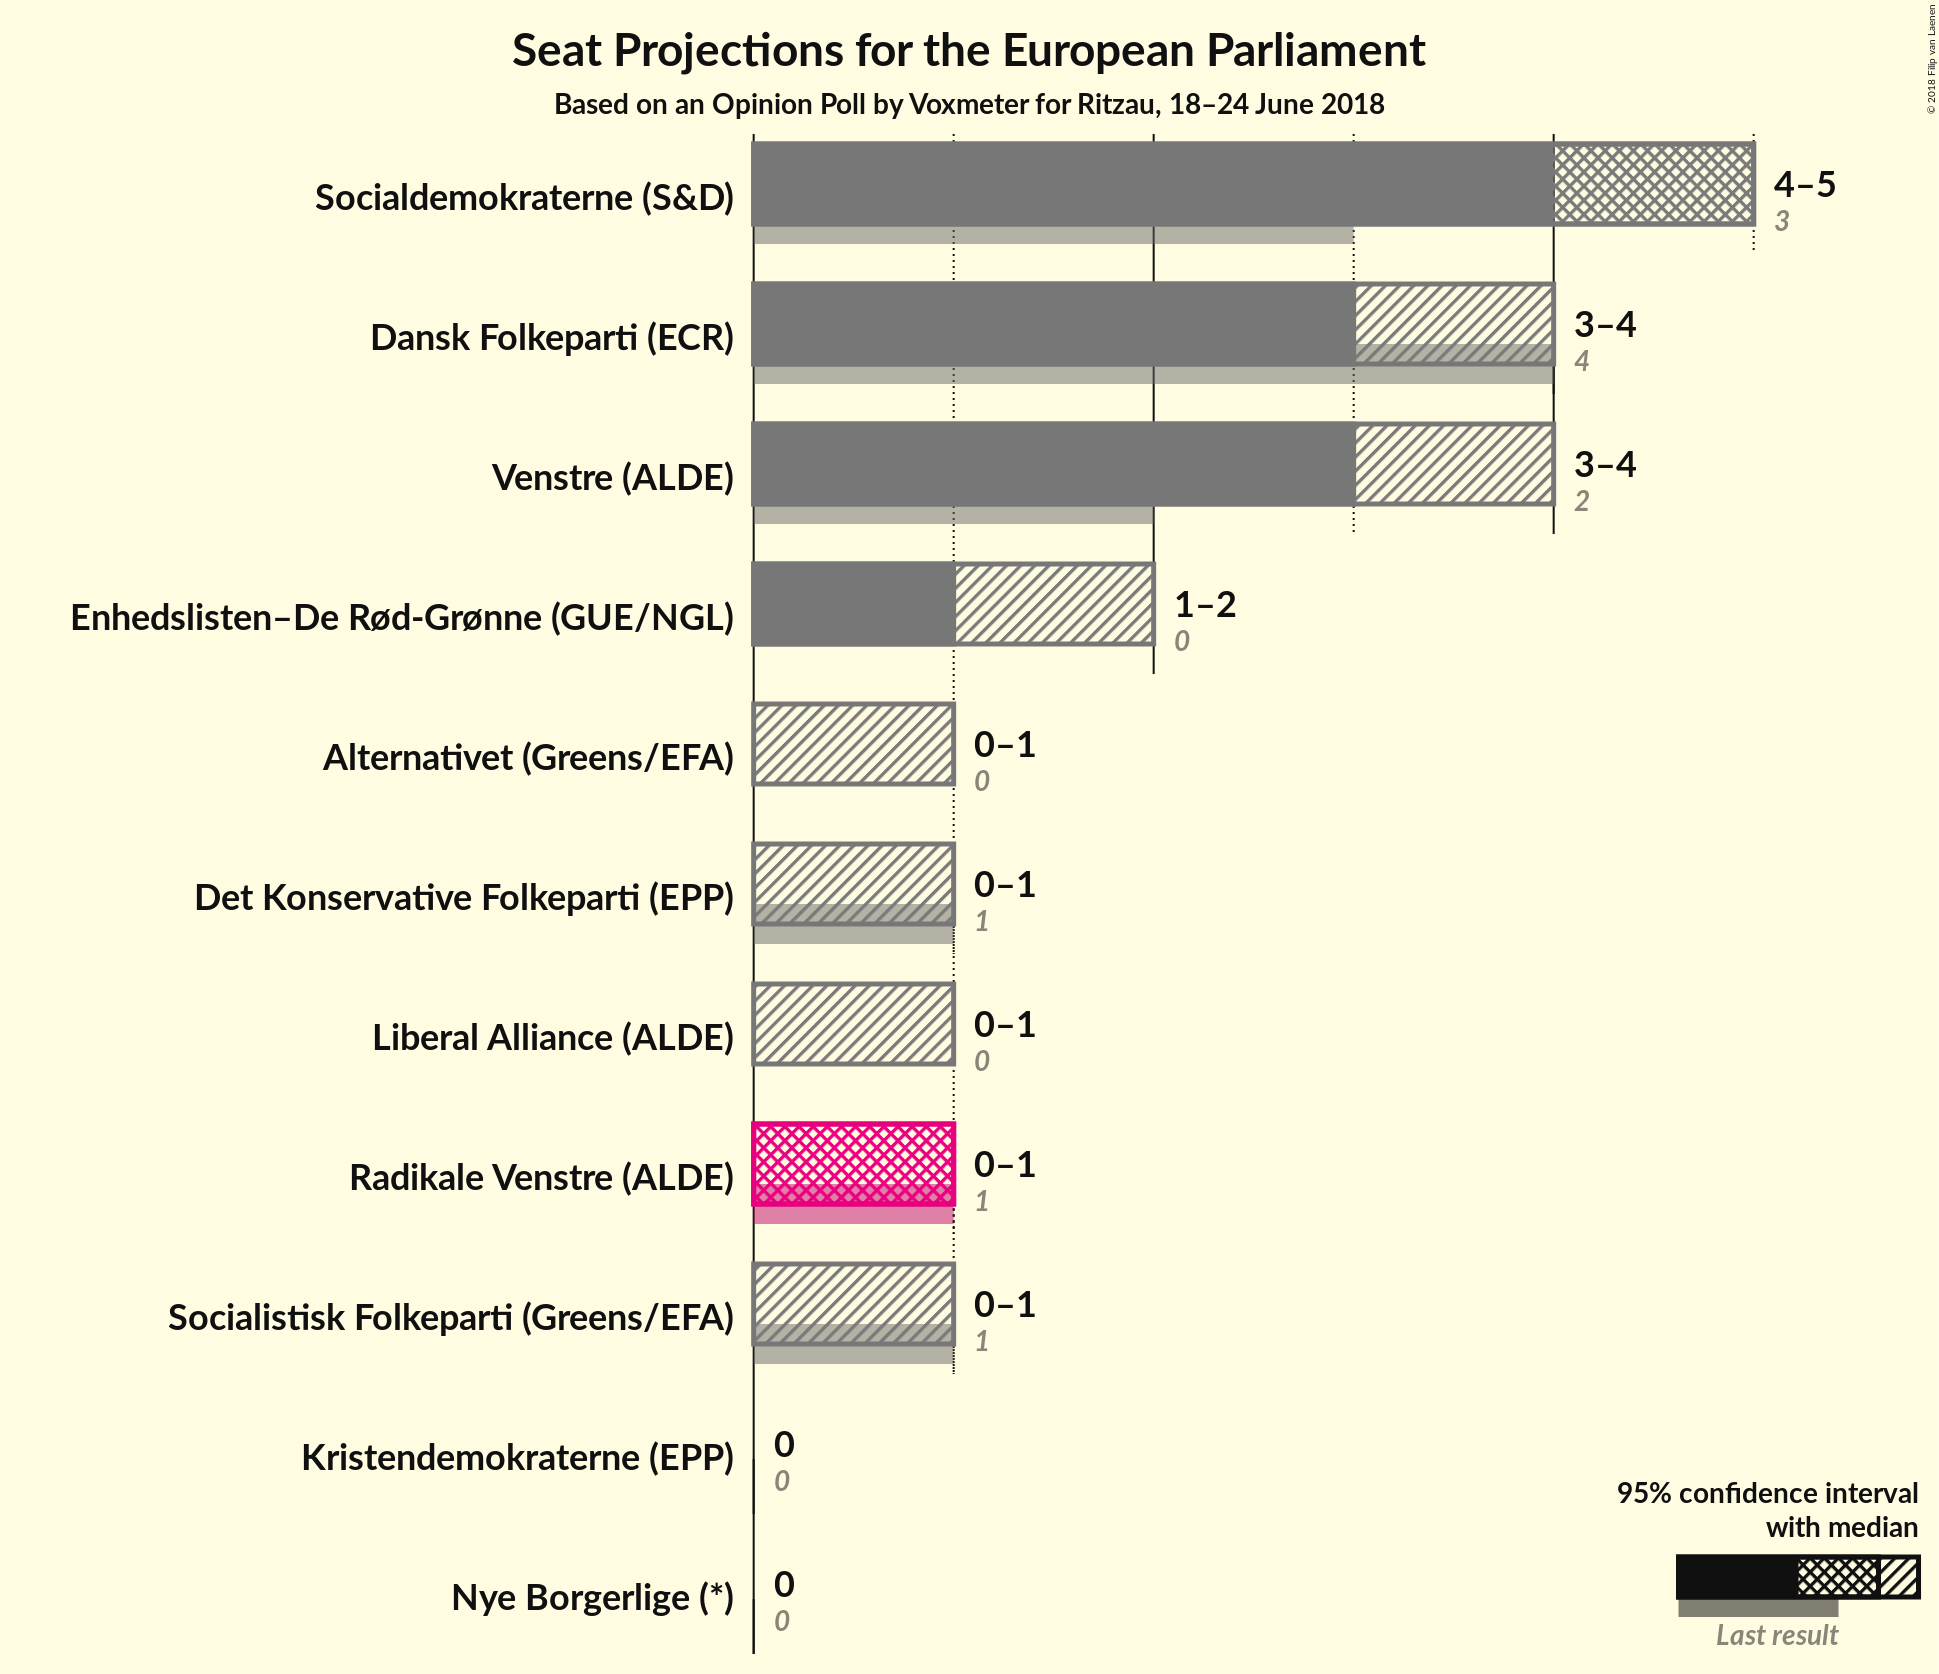 Seat Projections for the European Parliament
Based on an Opinion Poll by Voxmeter for Ritzau, 18–24 June 2018
© 2018 Filip van Laenen
Socialdemokraterne (S&D)
4–5
3
Dansk Folkeparti (ECR)
3–4
4
Venstre (ALDE)
3–4
2
Enhedslisten–De Rød-Grønne (GUE/NGL)
1–2
0
Alternativet (Greens/EFA)
0–1
0
Det Konservative Folkeparti (EPP)
0–1
1
Liberal Alliance (ALDE)
0–1
0
Radikale Venstre (ALDE)
0–1
1
Socialistisk Folkeparti (Greens/EFA)
0–1
1
Kristendemokraterne (EPP)
0
0
Nye Borgerlige (*)
0
0
95% confidence interval
with median
Last result